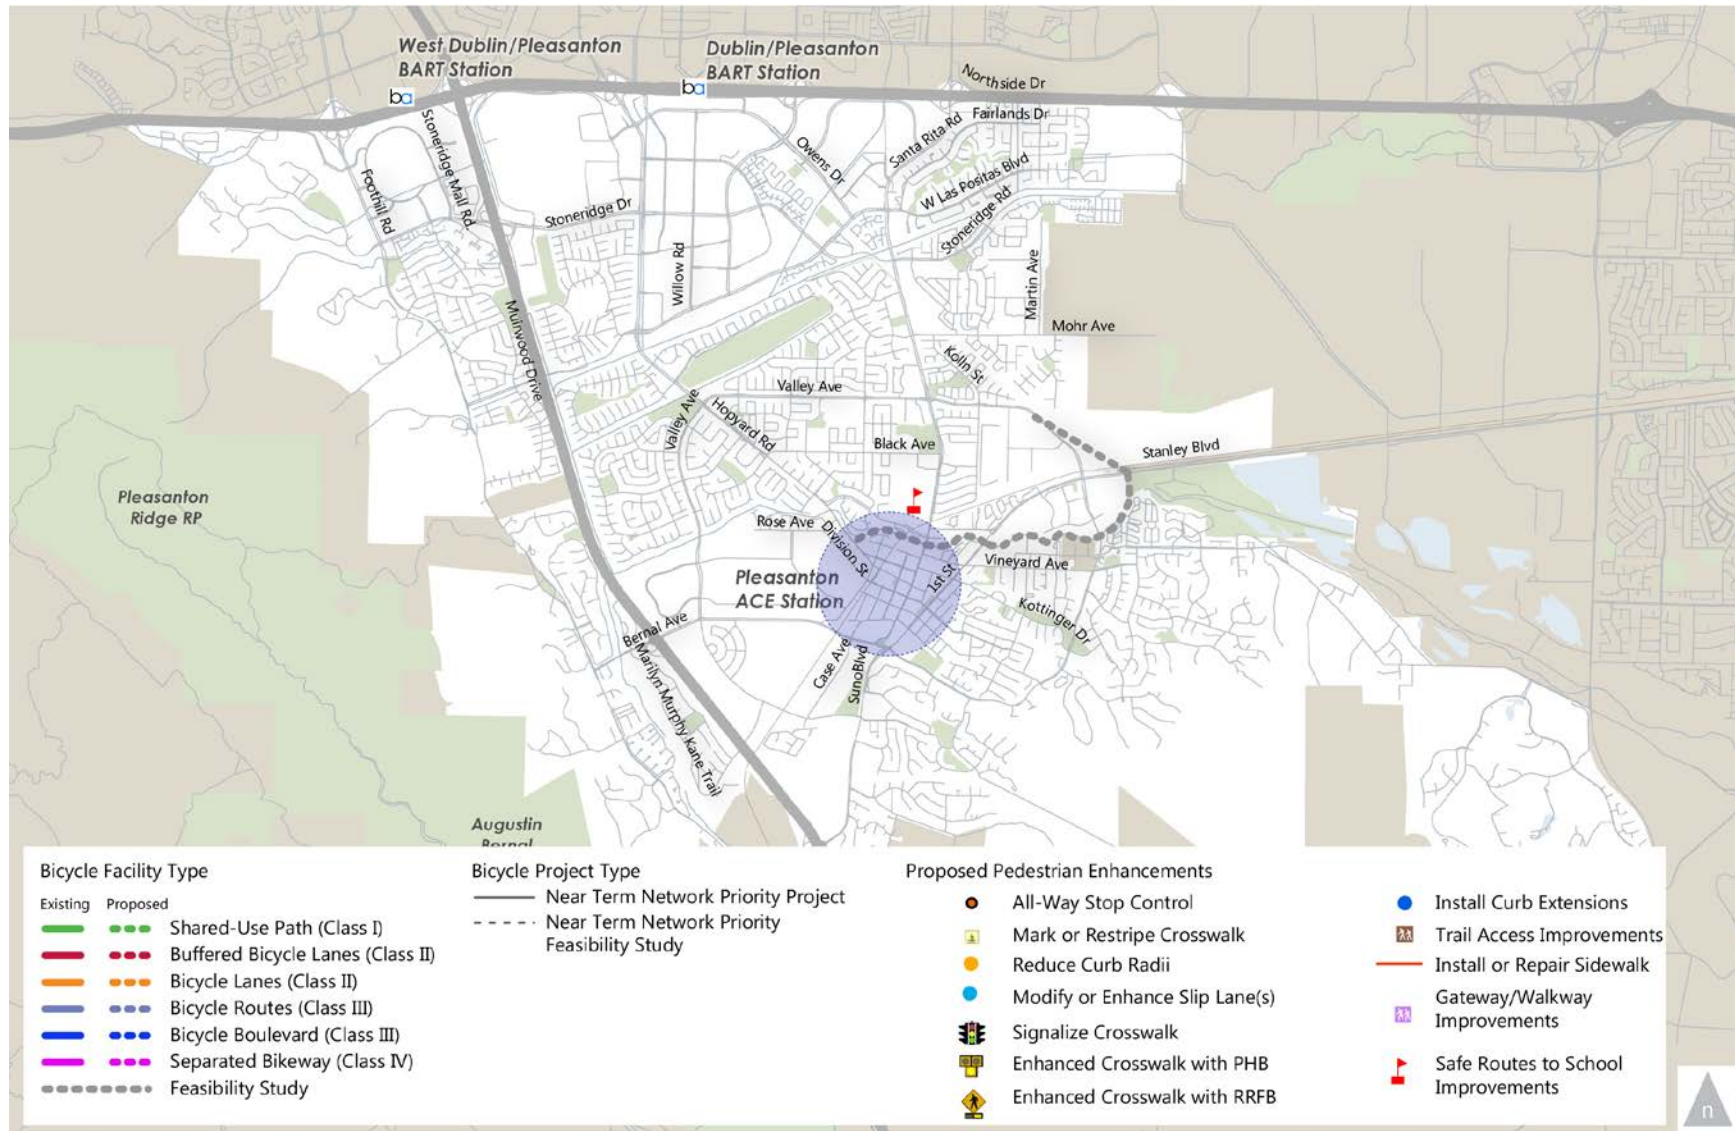 West Dublin/Pleasanton
BART Station
Dublin/Pleasanton
BART Station
ba
ba
Northside Dr
Fairlands Dr
Santa Rita Rd
Stoneridge Mall Rd.
Owens Dr
W Las Positas Blvd
Foothill Rd
Stoneridge Dr
Stoneridge Rd
Willow Rd
Martin Ave
Mohr Ave
Muirwood Drive
Kolln St
Valley Ave
Valley Ave
Hopyard Rd
Black Ave
Stanley Blvd
Pleasanton
Ridge RP
Rose Ave
Division St
Vineyard Ave
Pleasanton
ACE Station
1st St
Kottinger Dr
Bernal Ave
Case Ave
SunolBlvd
Marilyn Murphy Kane Trail
Augustin
Bernal
Bicycle Facility Type
Existing Proposed
Shared-Use Path (Class I)
Buffered Bicycle Lanes (Class II)
Bicycle Lanes (Class II)
Bicycle Routes (Class III)
Bicycle Boulevard (Class III)
Separated Bikeway (Class IV)
Feasibility Study
Bicycle Project Type
Near Term Network Priority Project
Near Term Network Priority
Feasibility Study
Proposed Pedestrian Enhancements
All-Way Stop Control
Mark or Restripe Crosswalk
Reduce Curb Radii
Modify or Enhance Slip Lane(s)
Signalize Crosswalk
Enhanced Crosswalk with PHB
Enhanced Crosswalk with RRFB
Install Curb Extensions
Trail Access Improvements
Install or Repair Sidewalk
Gateway/Walkway
Improvements
Safe Routes to School
Improvements
n